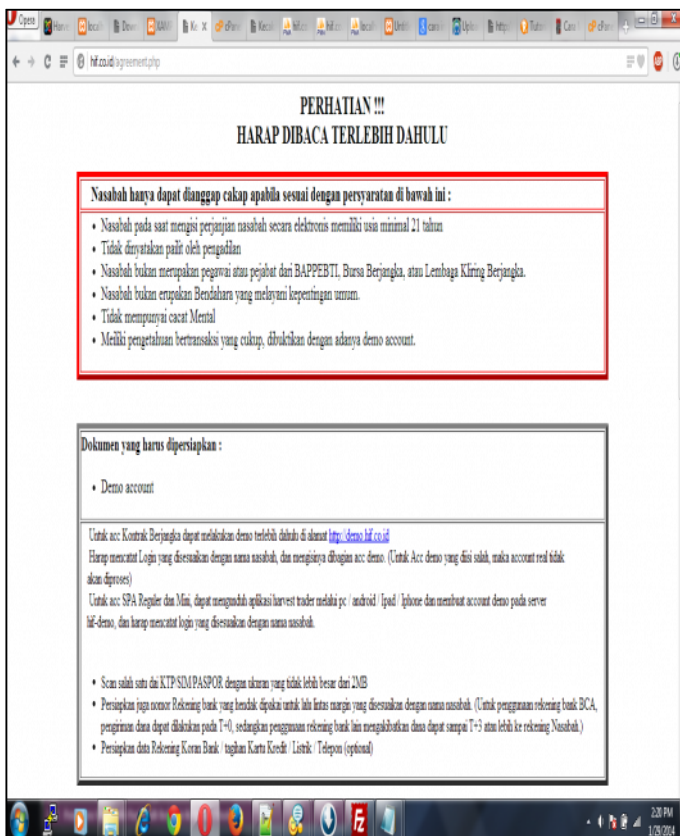 Opera
hif.co.id/agreement.php
PERHATIAN !!!
HARAP DIBACA TERLEBIH DAHULU
Nasabah hanya dapat dianggap cakap apabila sesuai dengan persyaratan di bawah ini :
• Nasabah pada saat mengisi perjanjian nasabah secara elektronis memiliki usia minimal 21 tahun
• Tidak dinyatakan pailit oleh pengadilan
• Nasabah bukan merupakan pegawai atau pejabat dari BAPPEBTI, Bursa Berjangka, atau Lembaga Kliring Berjangka.
• Nasabah bukan erupakan Bendahara yang melayani kepentingan umum.
• Tidak mempunyai cacat Mental
• Meiliki pengetahuan bertransaksi yang cukup, dibuktikan dengan adanya demo account.
Dokumen yang harus dipersiapkan :
• Demo account
Untuk acc Kontrak Berjangka dapat melakukan demo terlebih dahulu di alamat http://demo.hif.co.id
Harap mencatat Login yang disesuaikan dengan nama nasabah, dan mengisinya dibagian acc demo. (Untuk Acc demo yang diisi salah, maka account real tidak
akan diproses)
Untuk acc SPA Reguler dan Mini, dapat mengunduh aplikasi harvest trader melalui pc / android / Ipad / Iphone dan membuat account demo pada server
hif-demo, dan harap mencatat login yang disesuaikan dengan nama nasabah.
• Scan salah satu dai KTP/SIM/PASPOR dengan ukuran yang tidak lebih besar dari 2MB
• Persiapkan juga nomor Rekening bank yang hendak dipakai untuk lalu lintas margin yang disesuaikan dengan nama nasabah. (Untuk penggunaan rekening bank BCA,
pengiriman dana dapat dilakukan pada T+0, sedangkan penggunaan rekening bank lain mengakibatkan dana dapat sampai T+3 atau lebih ke rekening Nasabah.)
• Persiapkan data Rekening Koran Bank / tagihan Kartu Kredit / Listrik / Telepon (optional)
2:20 PM
1/29/2014